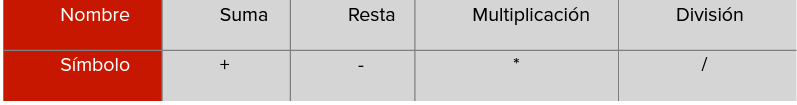 Nombre Suma Resta Multiplicación División
Símbolo + - * /